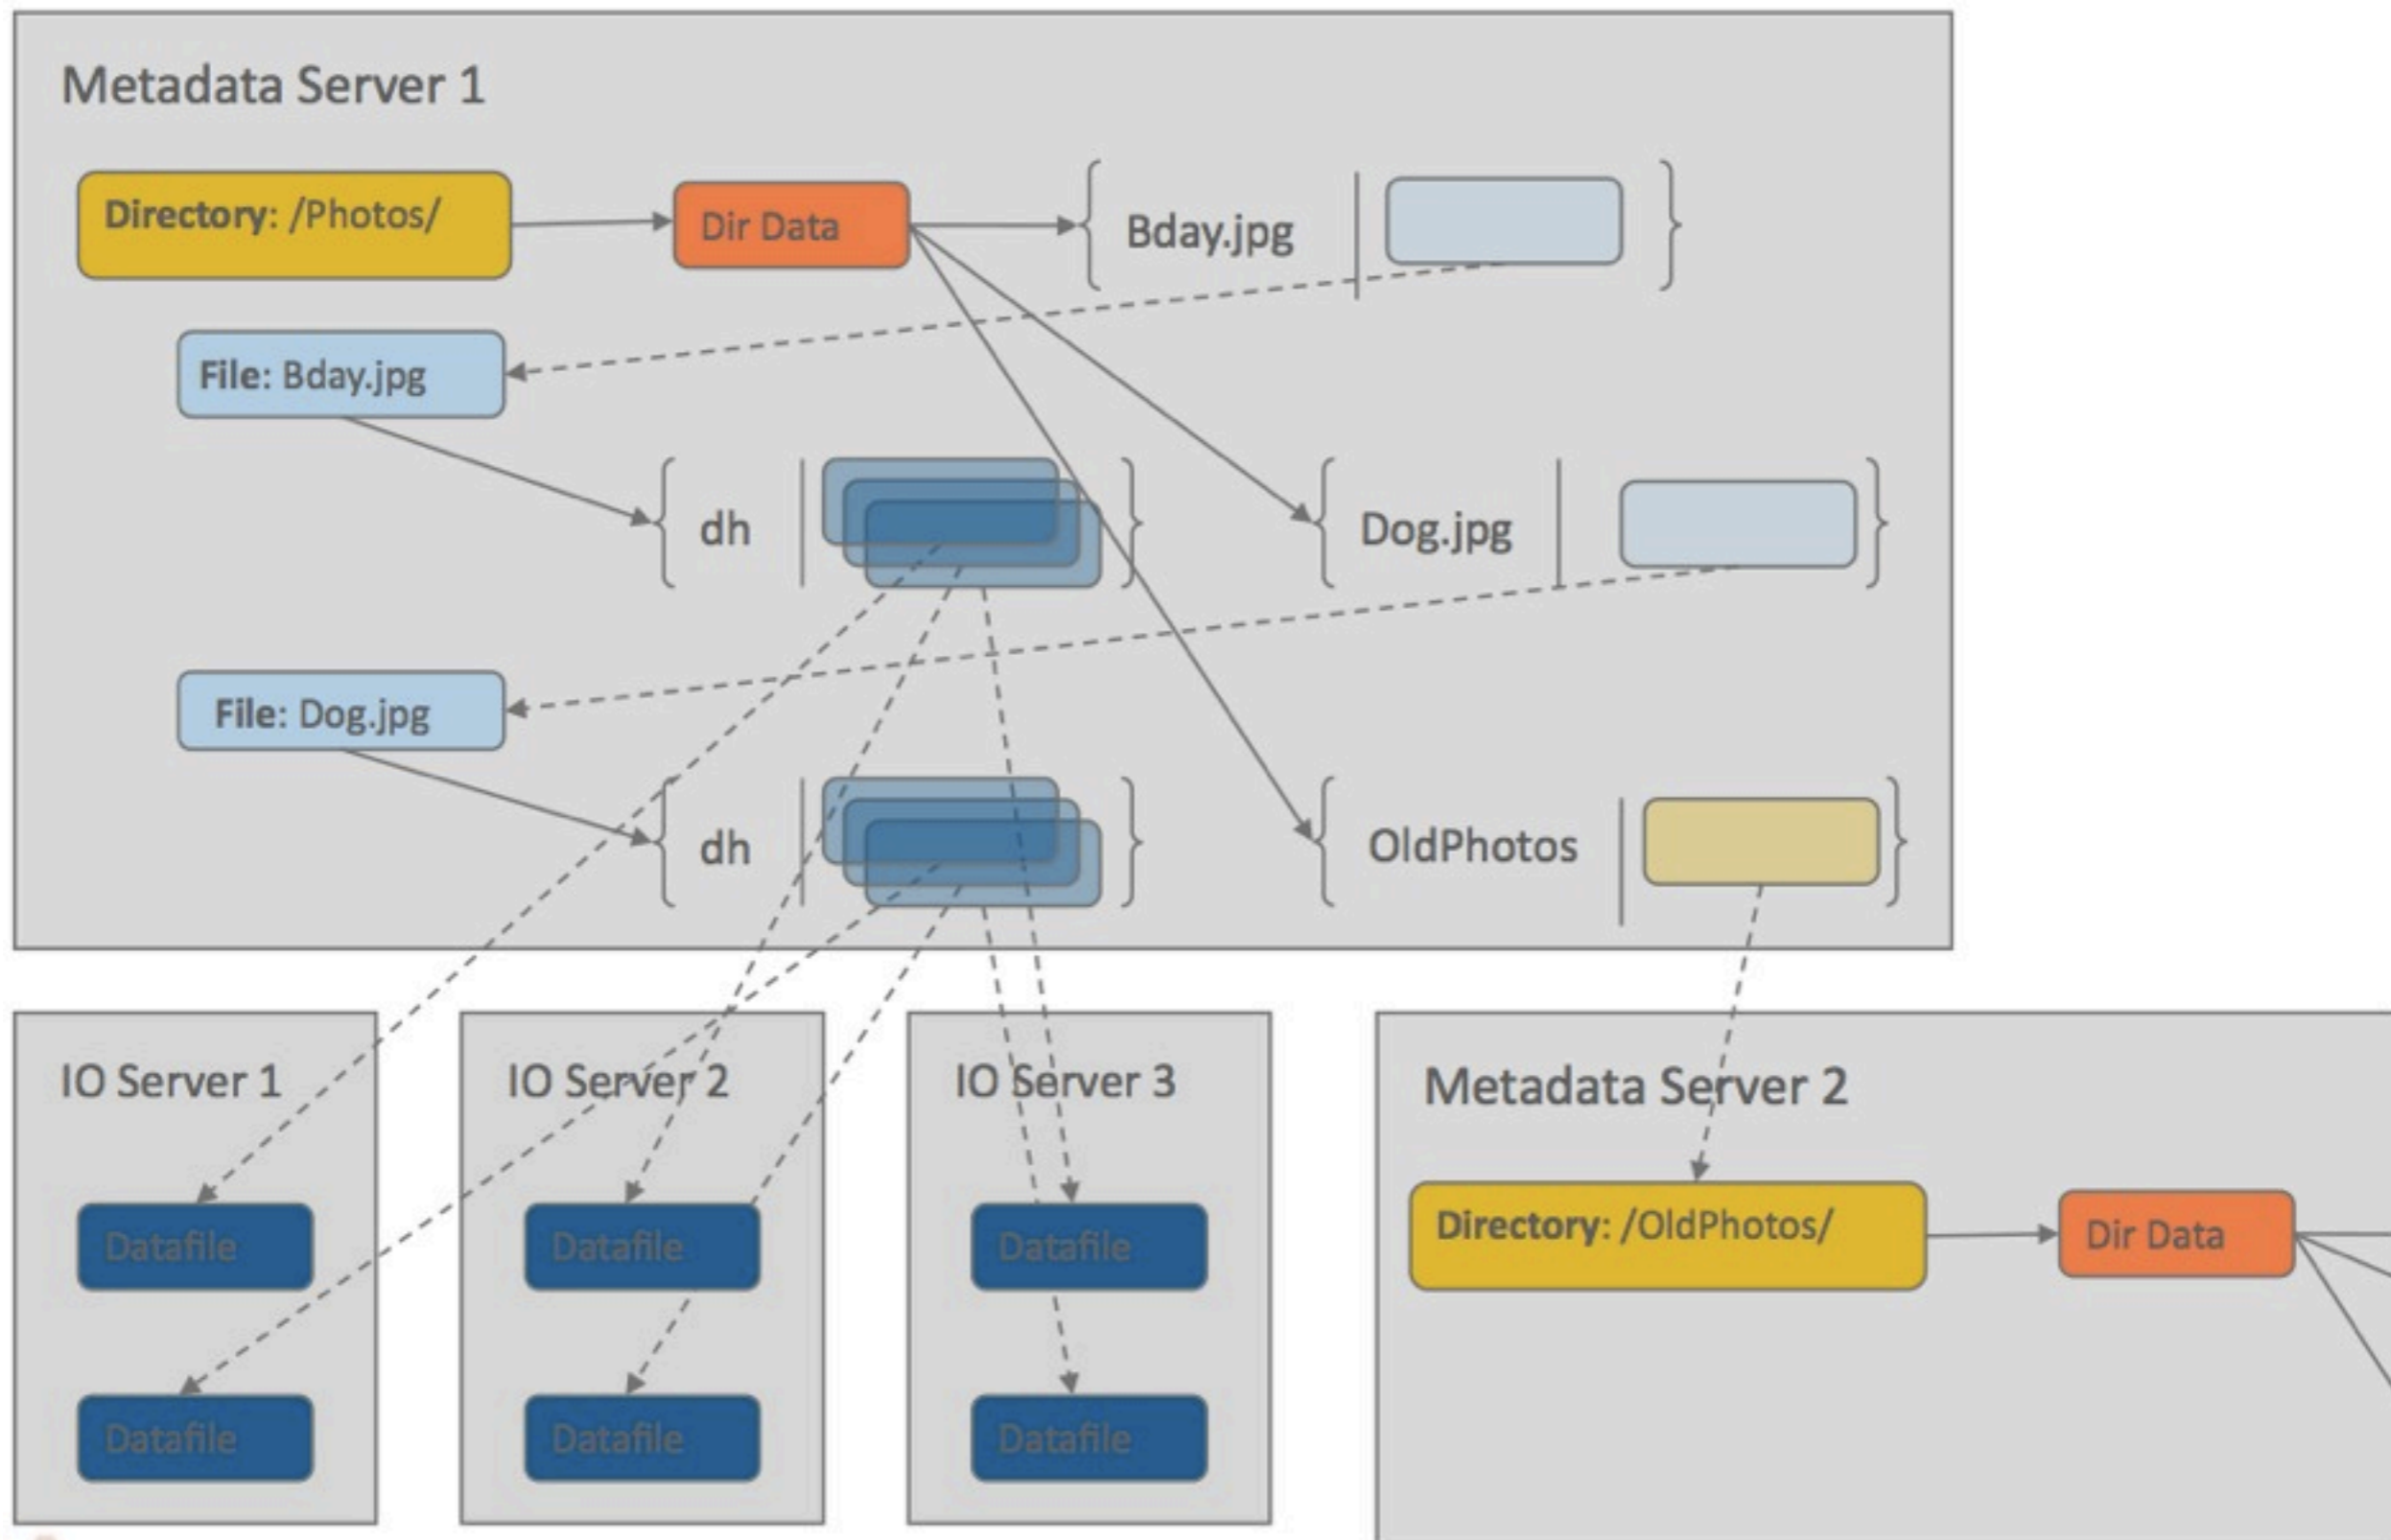 Metadata Server 1
Directory: /Photos/
Dir Data
Bday.jpg
File: Bday.jpg
dh
Dog.jpg
File: Dog.jpg
dh
OldPhotos
IO Server 1
IO Server 2
IO Server 3
Metadata Server 2
Directory: /OldPhotos/
Dir Data
Datafile
Datafile
Datafile
Datafile
Datafile
Datafile